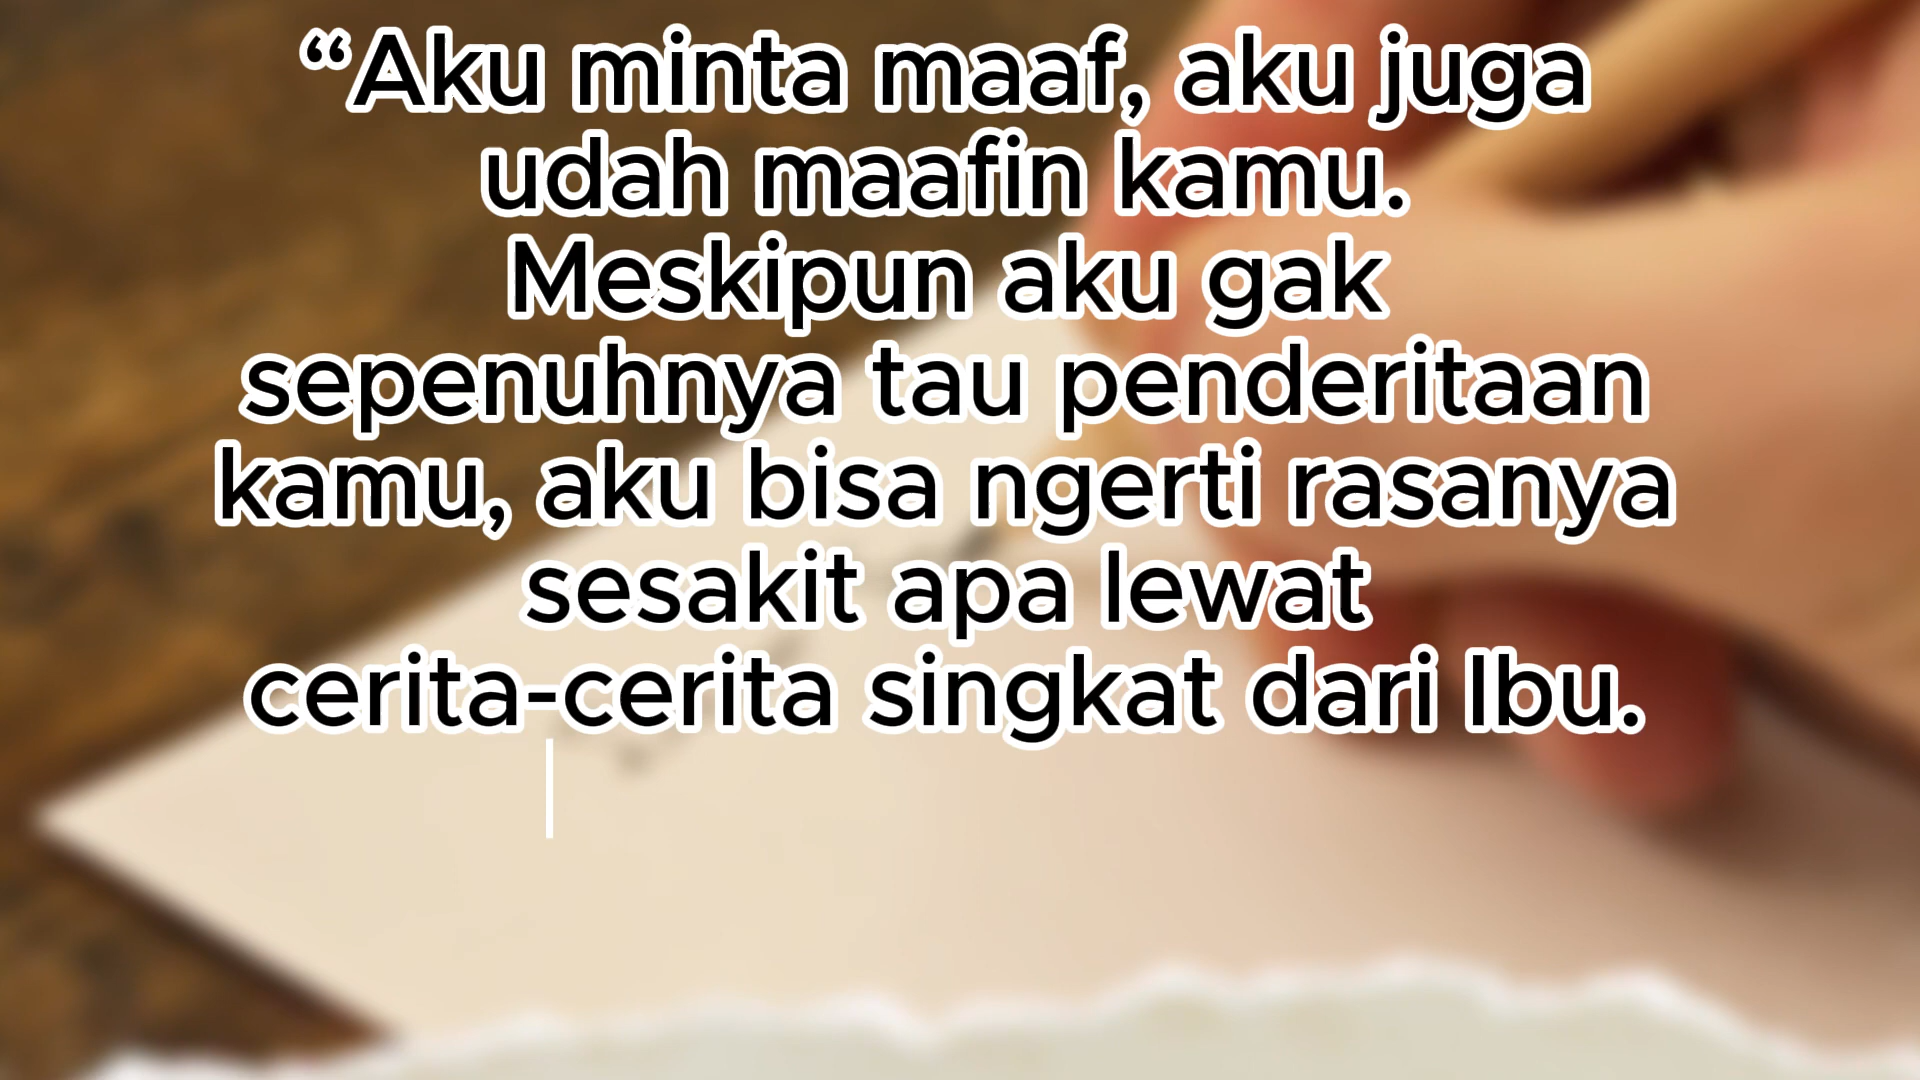 “Aku minta maaf, aku juga
udah maafin kamu.
Meskipun aku gak
sepenuhnya tau penderitaan
kamu, aku bisa ngerti rasanya
sesakit apa lewat
cerita-cerita singkat dari Ibu.